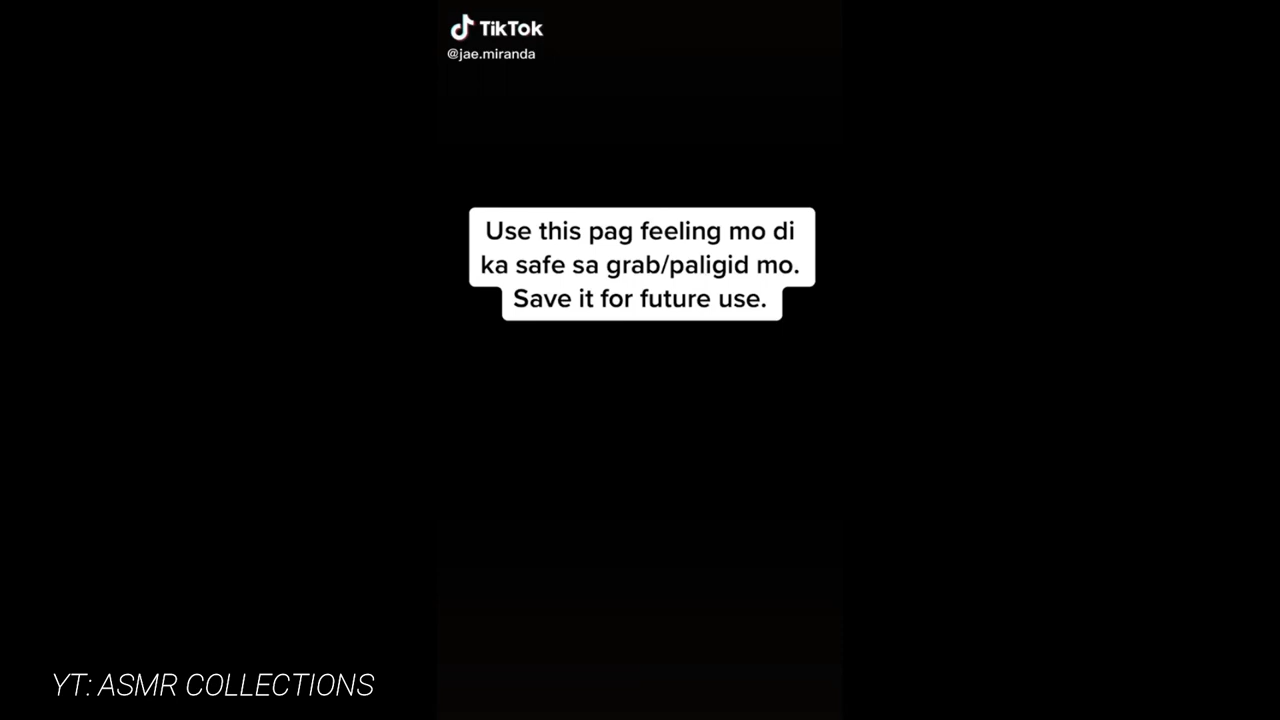 TikTok
@jae.miranda
Use this pag feeling mo di
ka safe sa grab/paligid mo.
Save it for future use.
YT: ASMR COLLECTIONS